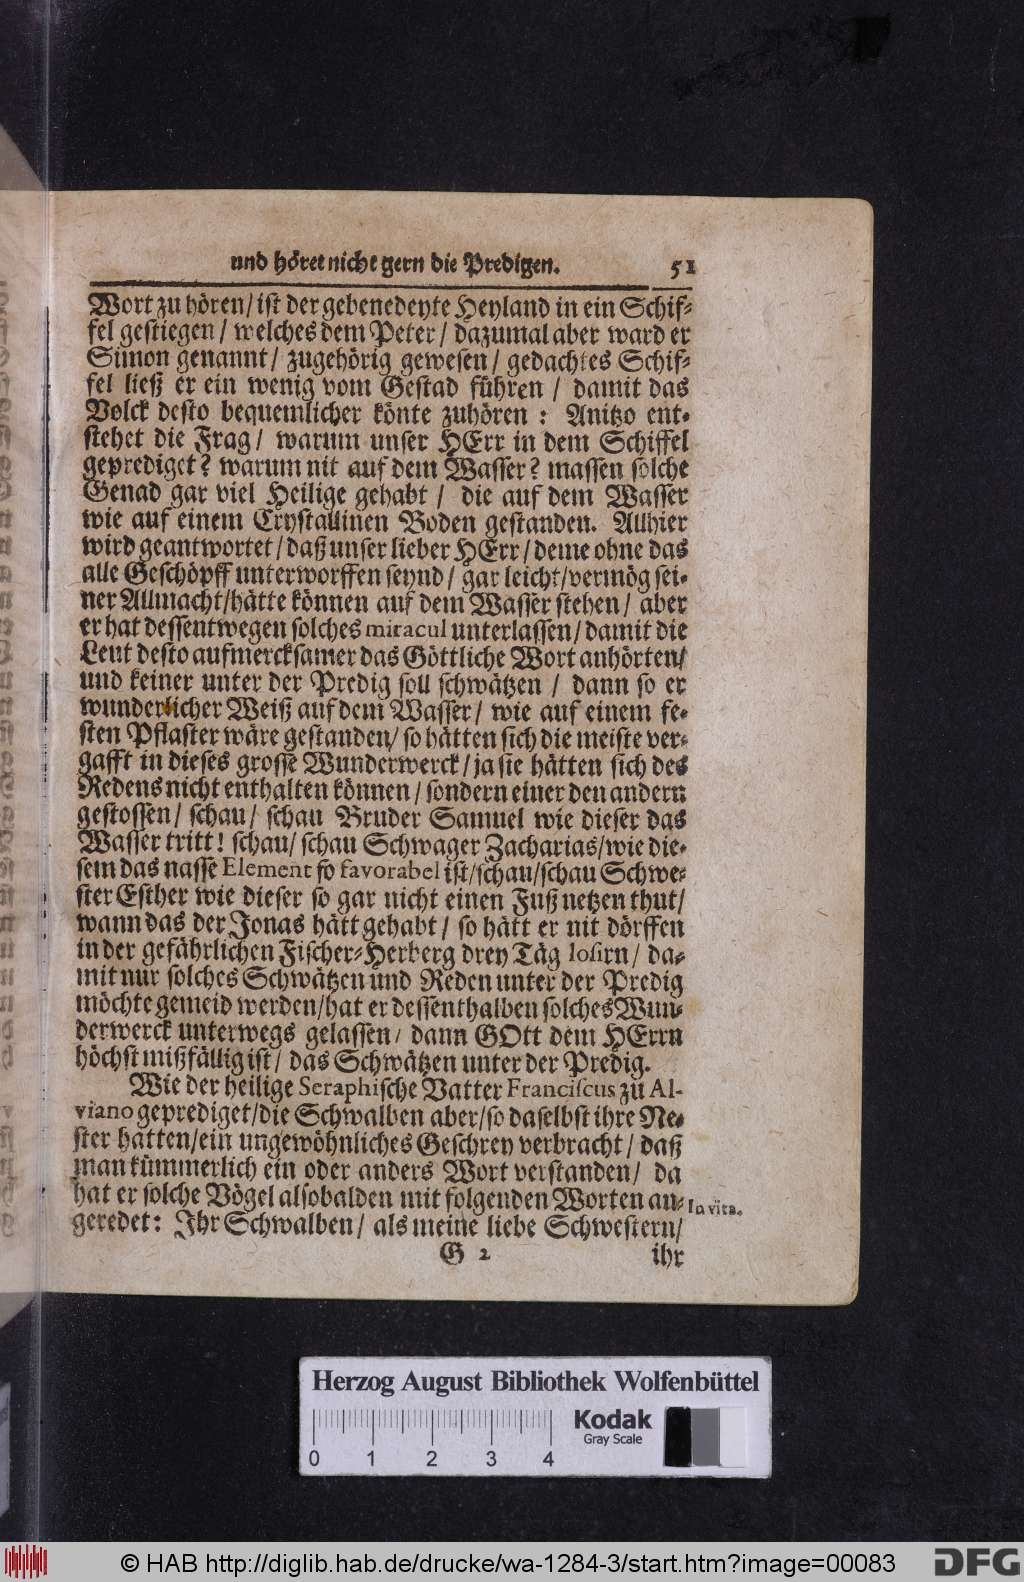 und höret nicht gern die Predigen. 51
Wort zu hören/ ist der gebenedeyte Heyland in ein Schif-
fel gestiegen/ welches dem Peter/ dazumal aber ward er
Simon genannt/ zugehörig gewesen/ gedachtes Schif-
fel ließ er ein wenig vom Gestad führen/ damit das
Volck desto bequemlicher könte zuhören: Anitzo ent-
stehet die Frag/ warum unser HErr in dem Schiffel
geprediget? warum nit auf dem Wasser? massen solche
Genad gar viel Heilige gehabt/ die auf dem Wasser
wie auf einem Crystallinen Boden gestanden. Allhier
wird geantwortet/ daß unser lieber HErr/ deme ohne das
alle Geschöpff unterworffen seynd/ gar leicht/ vermög sei-
ner Allmacht/ hätte können auf dem Wasser stehen/ aber
er hat dessentwegen solches miracul unterlassen/ damit die
Leut desto aufmercksamer das Göttliche Wort anhörten/
und keiner unter der Predig soll schwätzen/ dann so er
wunderlicher Weiß auf dem Wasser/ wie auf einem fe-
sten Pflaster wäre gestanden/ so hätten sich die meiste ver-
gafft in dieses grosse Wunderwerck/ ja sie hätten sich des
Redens nicht enthalten können/ sondern einer den andern
gestossen/ schau/ schau Bruder Samuel wie dieser das
Wasser tritt! schau/ schau Schwager Zacharias/ wie die-
sem das nasse Element so favorabel ist/ schau/ schau Schwe-
ster Esther wie dieser so gar nicht einen Fuß netzen thut/
wann das der Jonas hätt gehabt/ so hätt er nit dörffen
in der gefährlichen Fischer-Herberg drey Täg losirn/ da-
mit nur solches Schwätzen und Reden unter der Predig
möchte gemeid werden/ hat er dessenthalben solches Wun-
derwerck unterwegs gelassen/ dann GOtt dem HErrn
höchst mißfällig ist/ das Schwätzen unter der Predig.
Wie der heilige Seraphische Vatter Franciscus zu Al-
viano geprediget/ die Schwalben aber/ so daselbst ihre Ne-
ster hatten/ ein ungewöhnliches Geschrey verbracht/ daß
man kümmerlich ein oder anders Wort verstanden/ da
hat er solche Vögel alsobalden mit folgenden Worten an-
In vita.
geredet: Ihr Schwalben/ als meine liebe Schwestern/
G 2 ihr
Herzog August Bibliothek Wolfenbüttel
Kodak
Gray Scale
0 1 2 3 4
© HAB http://diglib.hab.de/drucke/wa-1284-3/start.htm?image=00083
DFG